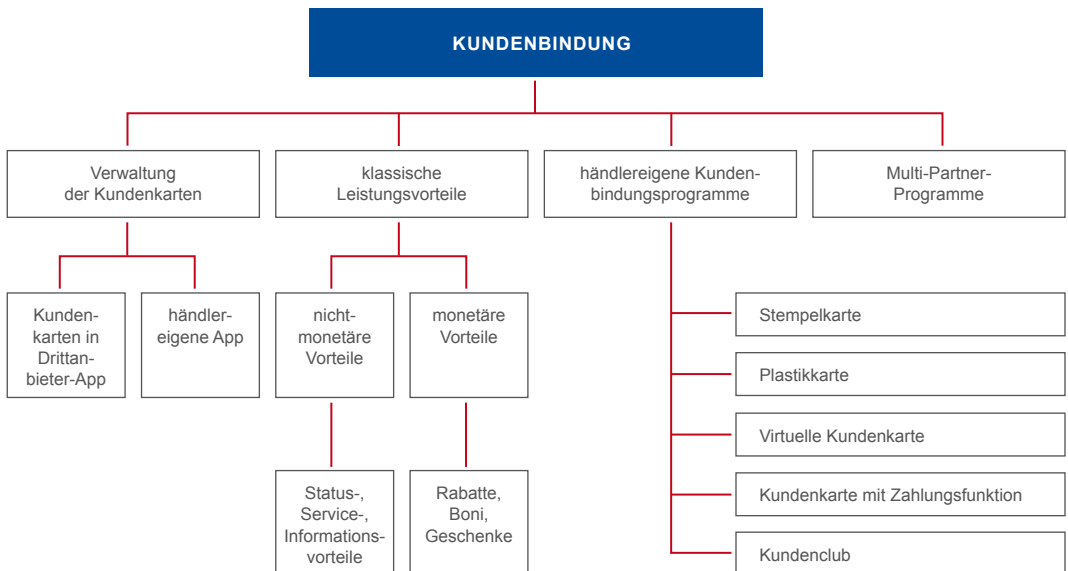 KUNDENBINDUNG
Verwaltung
der Kundenkarten
klassische
Leistungsvorteile
händlereigene Kunden-
bindungsprogramme
Multi-Partner-
Programme
Kunden-
karten in
Drittan-
bieter-App
händler-
eigene App
nicht-
monetäre
Vorteile
monetäre
Vorteile
Status-,
Service-,
Informations-
vorteile
Rabatte,
Boni,
Geschenke
Stempelkarte
Plastikkarte
Virtuelle Kundenkarte
Kundenkarte mit Zahlungsfunktion
Kundenclub